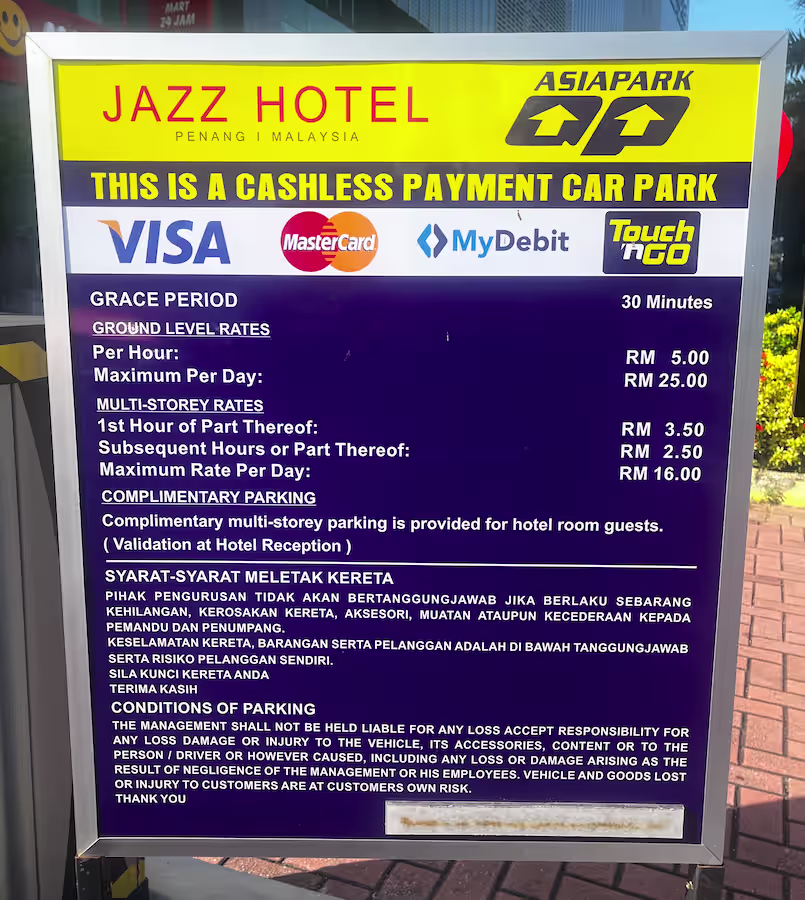 MART
24 JAM
JAZZ HOTEL
PENANG I MALAYSIA
ASIAPARK
ap
THIS IS A CASHLESS PAYMENT CAR PARK
VISA MasterCard MyDebit Touch 'n GO
GRACE PERIOD 30 Minutes
GROUND LEVEL RATES
Per Hour: RM 5.00
Maximum Per Day: RM 25.00
MULTI-STOREY RATES
1st Hour of Part Thereof: RM 3.50
Subsequent Hours or Part Thereof: RM 2.50
Maximum Rate Per Day: RM 16.00
COMPLIMENTARY PARKING
Complimentary multi-storey parking is provided for hotel room guests.
( Validation at Hotel Reception )
SYARAT-SYARAT MELETAK KERETA
PIHAK PENGURUSAN TIDAK AKAN BERTANGGUNGJAWAB JIKA BERLAKU SEBARANG
KEHILANGAN, KEROSAKAN KERETA, AKSESORI, MUATAN ATAUPUN KECEDERAAN KEPADA
PEMANDU DAN PENUMPANG.
KESELAMATAN KERETA, BARANGAN SERTA PELANGGAN ADALAH DI BAWAH TANGGUNGJAWAB
SERTA RISIKO PELANGGAN SENDIRI.
SILA KUNCI KERETA ANDA
TERIMA KASIH
CONDITIONS OF PARKING
THE MANAGEMENT SHALL NOT BE HELD LIABLE FOR ANY LOSS ACCEPT RESPONSIBILITY FOR
ANY LOSS DAMAGE OR INJURY TO THE VEHICLE, ITS ACCESSORIES, CONTENT OR TO THE
PERSON / DRIVER OR HOWEVER CAUSED, INCLUDING ANY LOSS OR DAMAGE ARISING AS THE
RESULT OF NEGLIGENCE OF THE MANAGEMENT OR HIS EMPLOYEES. VEHICLE AND GOODS LOST
OR INJURY TO CUSTOMERS ARE AT CUSTOMERS OWN RISK.
THANK YOU